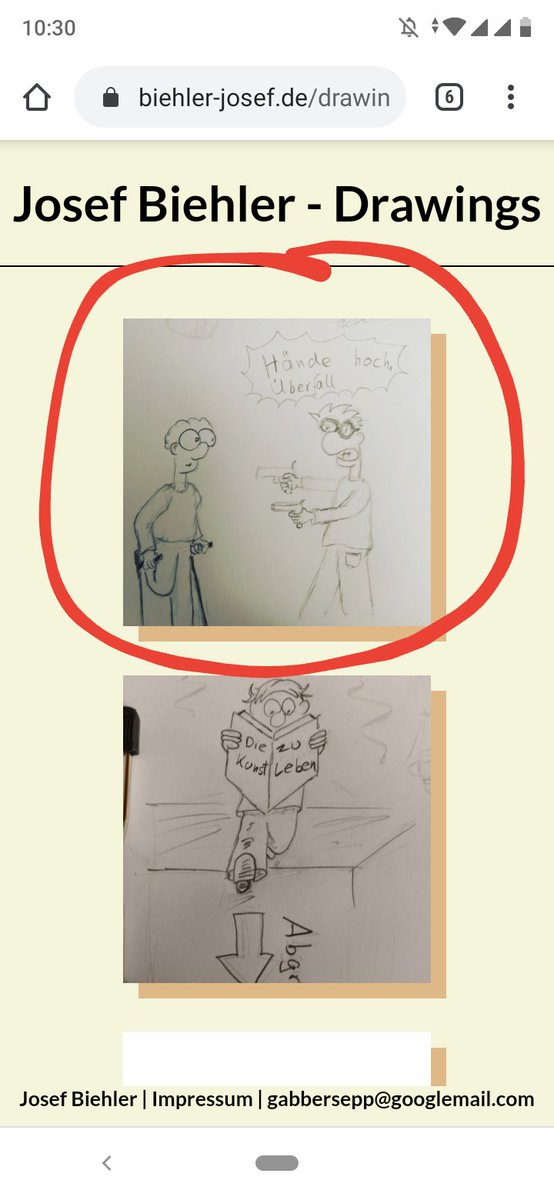 10:30
6
biehler-josef.de/drawin
Josef Biehler - Drawings
Hände hoch,
Überfall
Die zu
Kunst Leben
Abgr
Josef Biehler | Impressum | gabbersepp@googlemail.com